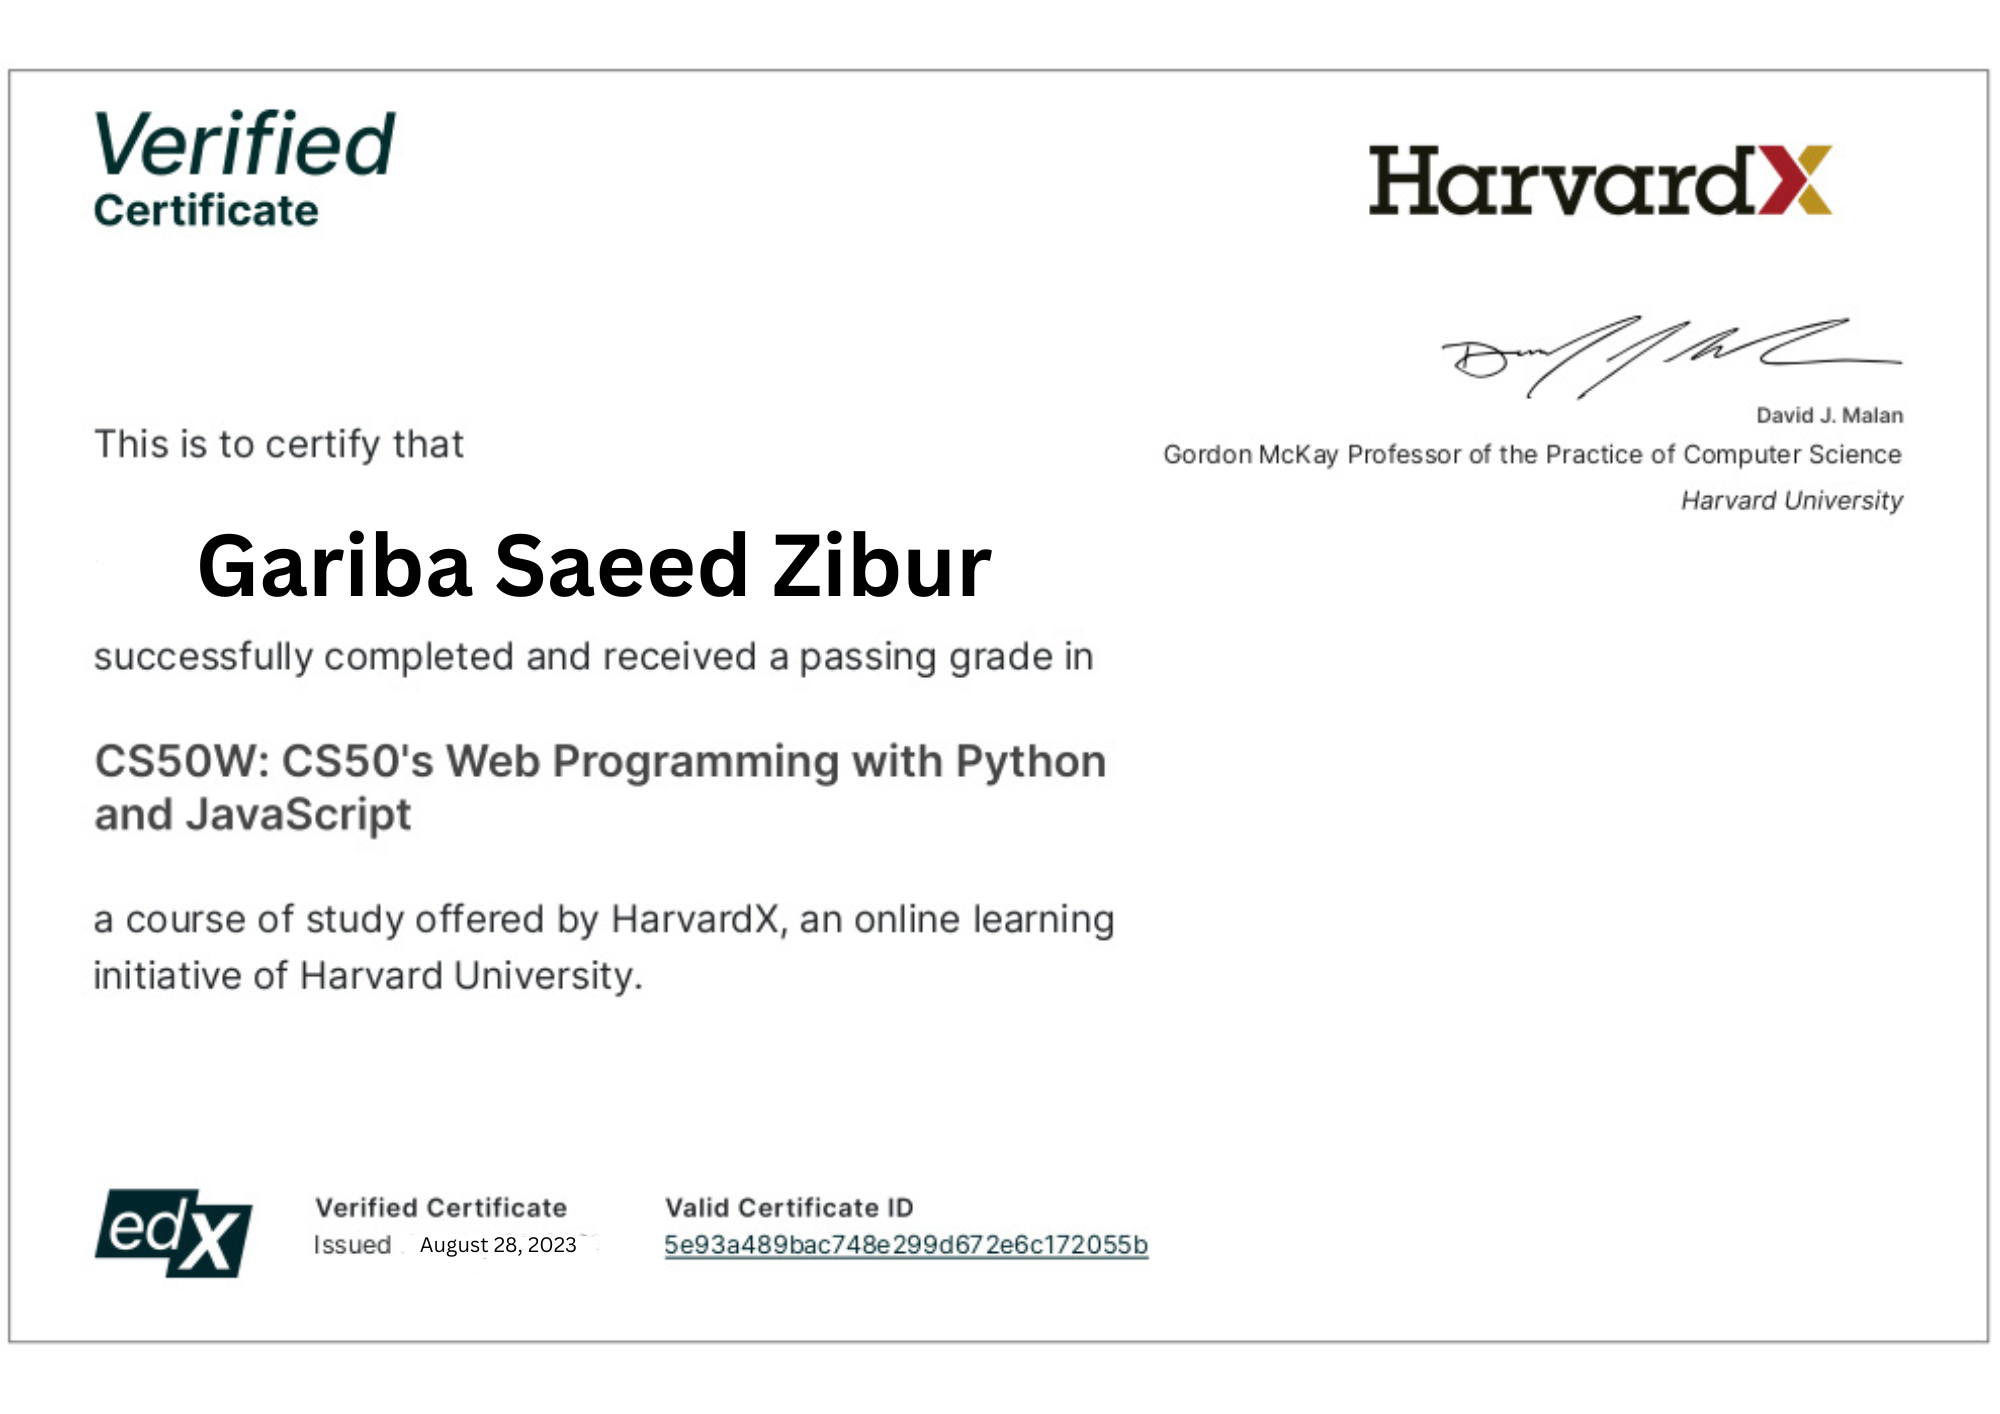 Verified
Certificate
HarvardX
David J. Malan
Gordon McKay Professor of the Practice of Computer Science
Harvard University
This is to certify that
Gariba Saeed Zibur
successfully completed and received a passing grade in
CS50W: CS50's Web Programming with Python
and JavaScript
a course of study offered by HarvardX, an online learning
initiative of Harvard University.
edX
Verified Certificate
Issued August 28, 2023
Valid Certificate ID
5e93a489bac748e299d672e6c172055b